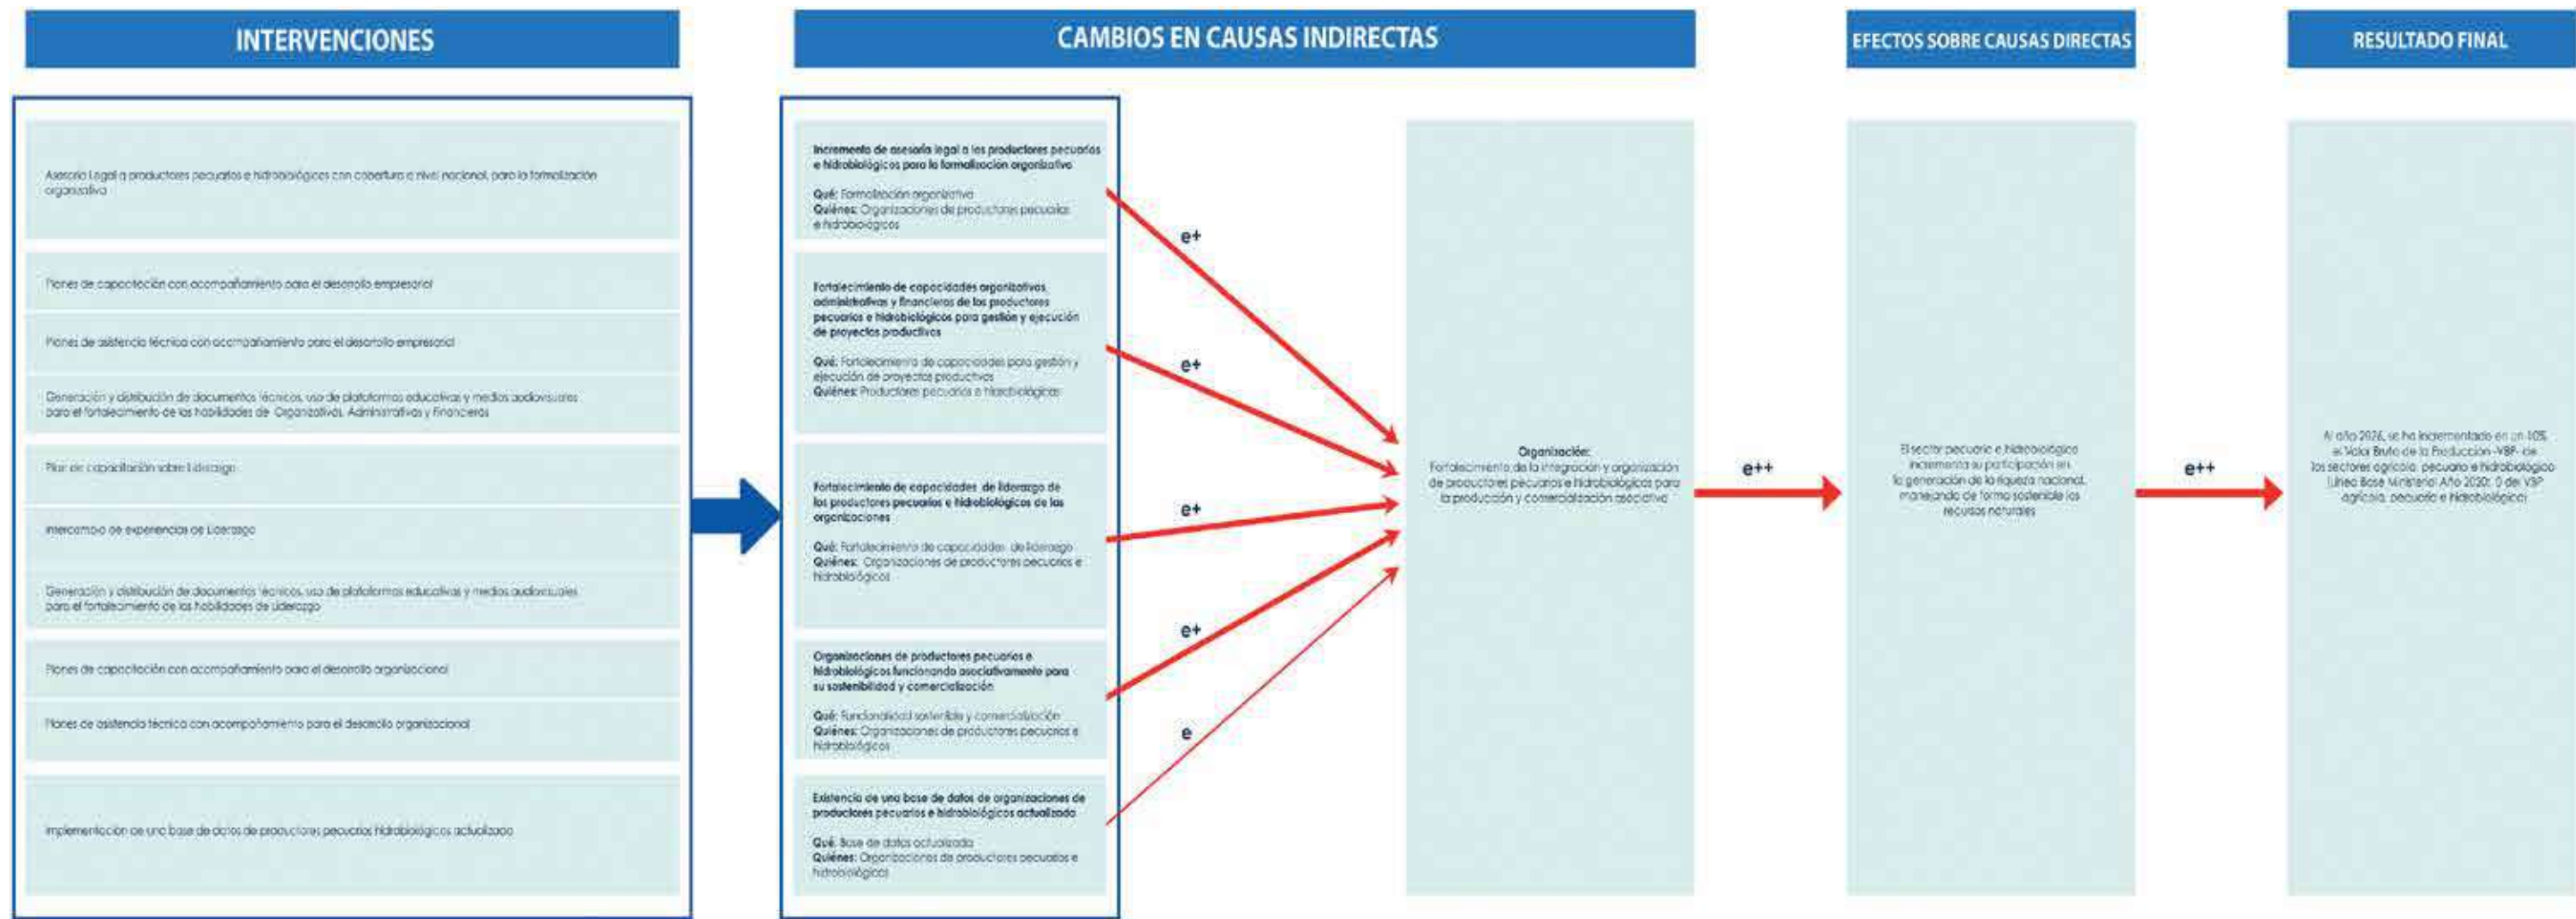 INTERVENCIONES
CAMBIOS EN CAUSAS INDIRECTAS
EFECTOS SOBRE CAUSAS DIRECTAS
RESULTADO FINAL
Asesoría Legal a productores pecuarios e hidrobiológicos con cobertura a nivel nacional, para la formalización
organizativa
Planes de capacitación con acompañamiento para el desarrollo empresarial
Planes de asistencia técnica con acompañamiento para el desarrollo empresarial
Generación y distribución de documentos técnicos, uso de plataformas educativas y medios audiovisuales
para el fortalecimiento de las habilidades de Organizativas, Administrativas y Financieras
Plan de capacitación sobre Liderazgo
Intercambio de experiencias de Liderazgo
Generación y distribución de documentos técnicos, uso de plataformas educativas y medios audiovisuales
para el fortalecimiento de las habilidades de Liderazgo
Planes de capacitación con acompañamiento para el desarrollo organizacional
Planes de asistencia técnica con acompañamiento para el desarrollo organizacional
Implementación de una base de datos de productores pecuarios hidrobiológicos actualizada
Incremento de asesoría legal a los productores pecuarios
e hidrobiológicos para la formalización organizativa
Qué: Formalización organizativa
Quiénes: Organizaciones de productores pecuarios
e hidrobiológicos
Fortalecimiento de capacidades organizativas,
administrativas y financieras de los productores
pecuarios e hidrobiológicos para gestión y ejecución
de proyectos productivos
Qué: Fortalecimiento de capacidades para gestión y
ejecución de proyectos productivos
Quiénes: Productores pecuarios e hidrobiológicos
Fortalecimiento de capacidades de liderazgo de
los productores pecuarios e hidrobiológicos de las
organizaciones
Qué: Fortalecimiento de capacidades de liderazgo
Quiénes: Organizaciones de productores pecuarios e
hidrobiológicos
Organizaciones de productores pecuarios e
hidrobiológicos funcionando asociativamente para
su sostenibilidad y comercialización
Qué: Funcionalidad sostenible y comercialización
Quiénes: Organizaciones de productores pecuarios e
hidrobiológicos
Existencia de una base de datos de organizaciones de
productores pecuarios e hidrobiológicos actualizada
Qué: Base de datos actualizada
Quiénes: Organizaciones de productores pecuarios e
hidrobiológicos
e+
e+
e+
e+
e
Organización:
Fortalecimiento de la integración y organización
de productores pecuarios e hidrobiológicos para
la producción y comercialización asociativa
e++
El sector pecuario e hidrobiológico
incrementa su participación en
la generación de la riqueza nacional,
manejando de forma sostenible los
recursos naturales
e++
Al año 2026, se ha incrementado en un 10%
el Valor Bruto de la Producción -VBP- de
los sectores agrícola, pecuario e hidrobiológico
(Línea Base Ministerial Año 2020: 0 del VBP
agrícola, pecuario e hidrobiológico)